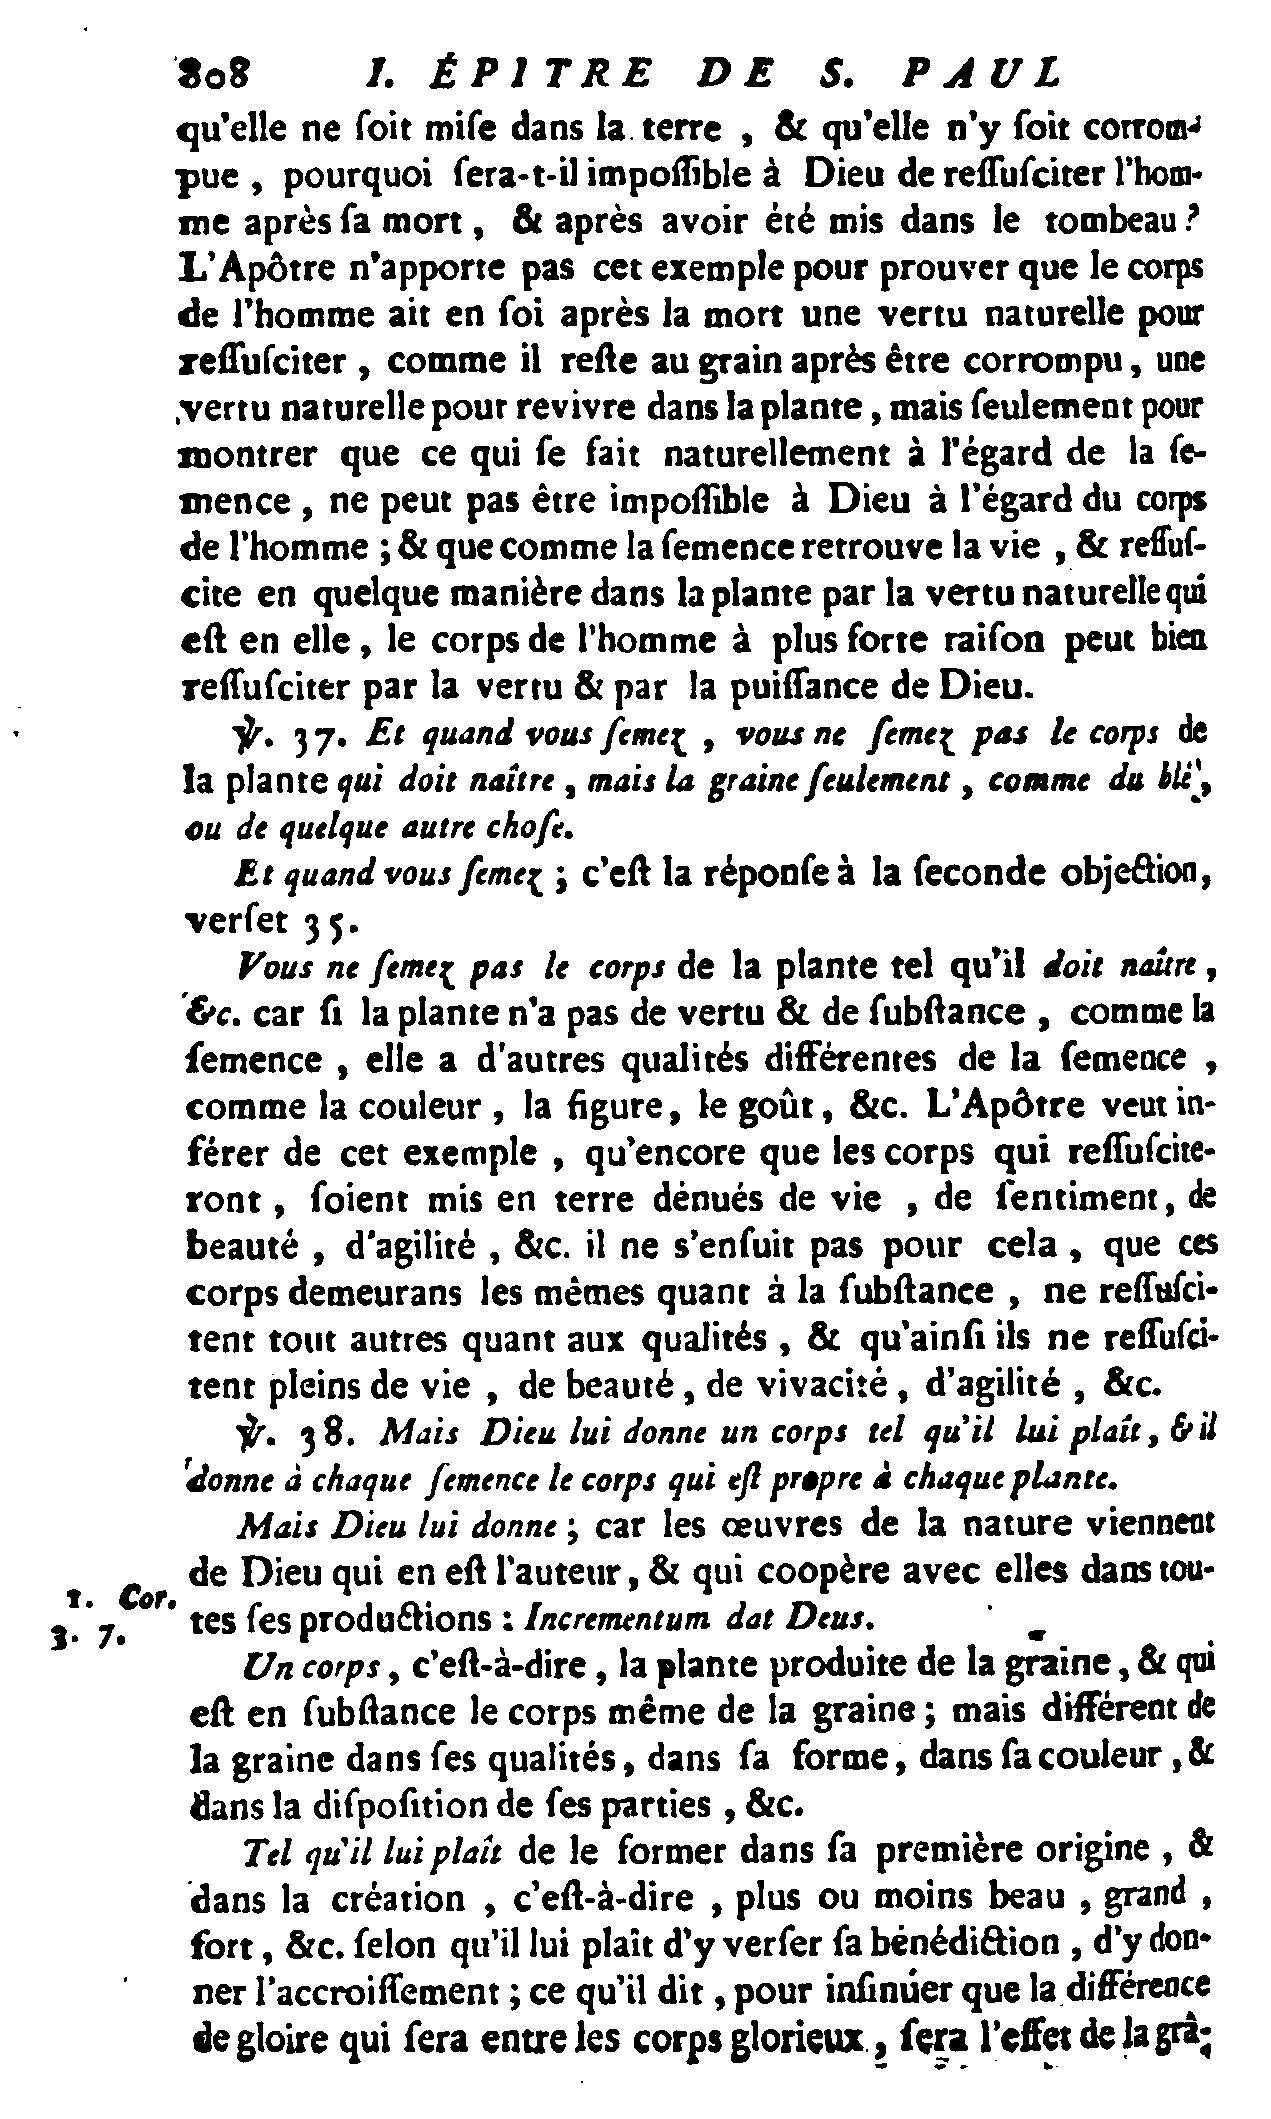 808 I. ÉPITRE DE S. PAUL
qu'elle ne ſoit miſe dans la terre , & qu'elle n'y ſoit corrom-
pue , pourquoi ſera-t-il impoſſible à Dieu de reſſuſciter l'hom-
me après ſa mort , & après avoir été mis dans le tombeau ?
L'Apôtre n'apporte pas cet exemple pour prouver que le corps
de l'homme ait en ſoi après la mort une vertu naturelle pour
reſſuſciter , comme il reſte au grain après être corrompu , une
vertu naturelle pour revivre dans la plante , mais ſeulement pour
montrer que ce qui ſe fait naturellement à l'égard de la ſe-
mence , ne peut pas être impoſſible à Dieu à l'égard du corps
de l'homme ; & que comme la ſemence retrouve la vie , & reſſuſ-
cite en quelque manière dans la plante par la vertu naturelle qui
eſt en elle , le corps de l'homme à plus forte raiſon peut bien
reſſuſciter par la vertu & par la puiſſance de Dieu.
℣. 37. Et quand vous ſemez , vous ne ſemez pas le corps de
la plante qui doit naître , mais la graine ſeulement , comme du blé ,
ou de quelque autre choſe.
Et quand vous ſemez ; c'eſt la réponſe à la ſeconde objection,
verſet 35.
Vous ne ſemez pas le corps de la plante tel qu'il doit naître ,
&c. car ſi la plante n'a pas de vertu & de ſubſtance , comme la
ſemence , elle a d'autres qualités différentes de la ſemence ,
comme la couleur , la figure , le goût , &c. L'Apôtre veut in-
férer de cet exemple , qu'encore que les corps qui reſſuſcite-
ront , ſoient mis en terre dénués de vie , de ſentiment , de
beauté , d'agilité , &c. il ne s'enſuit pas pour cela , que ces
corps demeurans les mêmes quant à la ſubſtance , ne reſſuſci-
tent tout autres quant aux qualités , & qu'ainſi ils ne reſſuſci-
tent pleins de vie , de beauté , de vivacité , d'agilité , &c.
℣. 38. Mais Dieu lui donne un corps tel qu'il lui plaît , & il
donne à chaque ſemence le corps qui eſt propre à chaque plante.
Mais Dieu lui donne ; car les œuvres de la nature viennent
de Dieu qui en eſt l'auteur , & qui coopère avec elles dans tou-
1. Cor.
3. 7.
tes ſes productions : Incrementum dat Deus.
Un corps , c'eſt-à-dire , la plante produite de la graine , & qui
eſt en ſubſtance le corps même de la graine ; mais différent de
la graine dans ſes qualités , dans ſa forme , dans ſa couleur , &
dans la diſpoſition de ſes parties , &c.
Tel qu'il lui plaît de le former dans ſa première origine , &
dans la création , c'eſt-à-dire , plus ou moins beau , grand ,
fort , &c. ſelon qu'il lui plaît d'y verſer ſa bénédiction , d'y don-
ner l'accroiſſement ; ce qu'il dit , pour inſinuer que la différence
de gloire qui ſera entre les corps glorieux , ſera l'effet de la grâ-